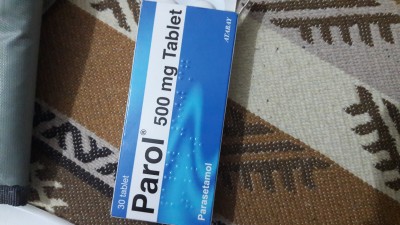 30 tablet
Parol® 500 mg Tablet
Parasetamol
ATABAY